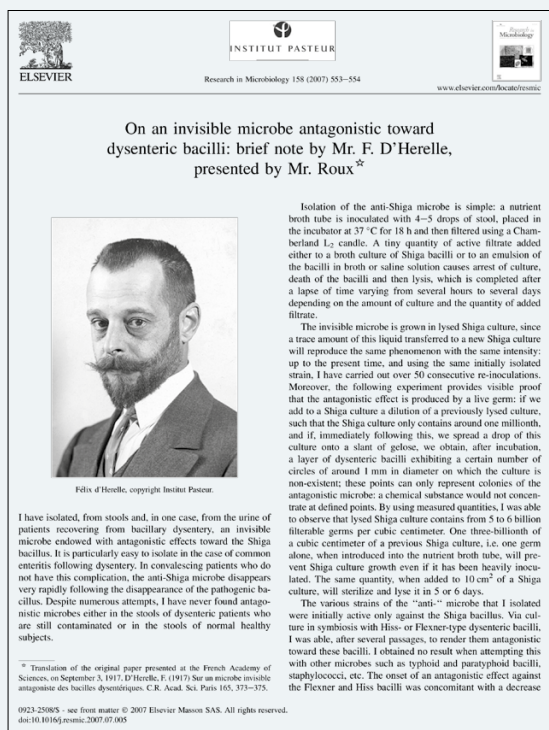 ELSEVIER
INSTITUT PASTEUR
Research in Microbiology 158 (2007) 553–554
Microbiology
www.elsevier.com/locate/resmic
On an invisible microbe antagonistic toward
dysenteric bacilli: brief note by Mr. F. D'Herelle,
presented by Mr. Roux☆
Félix d'Herelle, copyright Institut Pasteur.
I have isolated, from stools and, in one case, from the urine of
patients recovering from bacillary dysentery, an invisible
microbe endowed with antagonistic effects toward the Shiga
bacillus. It is particularly easy to isolate in the case of common
enteritis following dysentery. In convalescing patients who do
not have this complication, the anti-Shiga microbe disappears
very rapidly following the disappearance of the pathogenic ba-
cillus. Despite numerous attempts, I have never found antago-
nistic microbes either in the stools of dysenteric patients who
are still contaminated or in the stools of normal healthy
subjects.
☆ Translation of the original paper presented at the French Academy of
Sciences, on September 3, 1917. D'Herelle, F. (1917) Sur un microbe invisible
antagoniste des bacilles dysentériques. C.R. Acad. Sci. Paris 165, 373–375.
Isolation of the anti-Shiga microbe is simple: a nutrient
broth tube is inoculated with 4–5 drops of stool, placed in
the incubator at 37 °C for 18 h and then filtered using a Cham-
berland L2 candle. A tiny quantity of active filtrate added
either to a broth culture of Shiga bacilli or to an emulsion of
the bacilli in broth or saline solution causes arrest of culture,
death of the bacilli and then lysis, which is completed after
a lapse of time varying from several hours to several days
depending on the amount of culture and the quantity of added
filtrate.
The invisible microbe is grown in lysed Shiga culture, since
a trace amount of this liquid transferred to a new Shiga culture
will reproduce the same phenomenon with the same intensity:
up to the present time, and using the same initially isolated
strain, I have carried out over 50 consecutive re-inoculations.
Moreover, the following experiment provides visible proof
that the antagonistic effect is produced by a live germ: if we
add to a Shiga culture a dilution of a previously lysed culture,
such that the Shiga culture only contains around one millionth,
and if, immediately following this, we spread a drop of this
culture onto a slant of gelose, we obtain, after incubation,
a layer of dysenteric bacilli exhibiting a certain number of
circles of around 1 mm in diameter on which the culture is
non-existent; these points can only represent colonies of the
antagonistic microbe: a chemical substance would not concen-
trate at defined points. By using measured quantities, I was able
to observe that lysed Shiga culture contains from 5 to 6 billion
filterable germs per cubic centimeter. One three-billionth of
a cubic centimeter of a previous Shiga culture, i.e. one germ
alone, when introduced into the nutrient broth tube, will pre-
vent Shiga culture growth even if it has been heavily inocu-
lated. The same quantity, when added to 10 cm² of a Shiga
culture, will sterilize and lyse it in 5 or 6 days.
The various strains of the "anti-" microbe that I isolated
were initially active only against the Shiga bacillus. Via cul-
ture in symbiosis with Hiss- or Flexner-type dysenteric bacilli,
I was able, after several passages, to render them antagonistic
toward these bacilli. I obtained no result when attempting this
with other microbes such as typhoid and paratyphoid bacilli,
staphylococci, etc. The onset of an antagonistic effect against
the Flexner and Hiss bacilli was concomitant with a decrease
0923-2508/$ - see front matter © 2007 Elsevier Masson SAS. All rights reserved.
doi:10.1016/j.resmic.2007.07.005